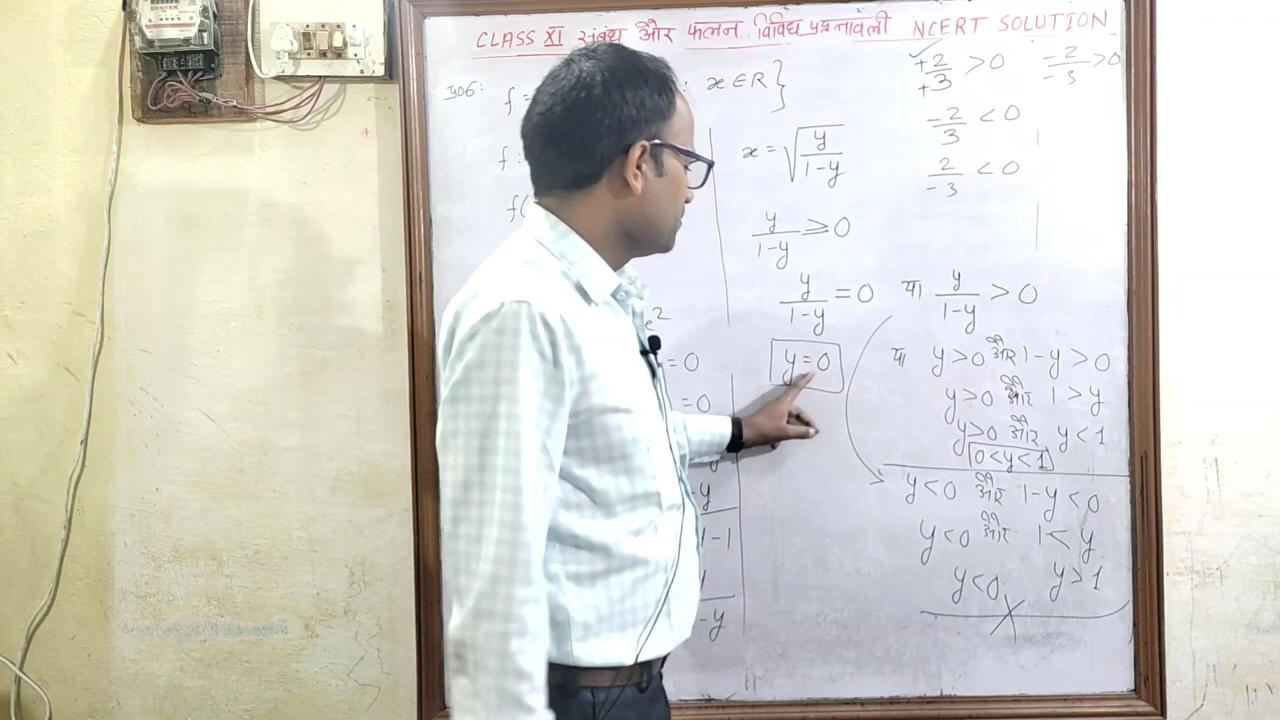 CLASS XI संबंध और फलन विविध प्रश्नावली NCERT SOLUTION
प्र06:
f =
: x ∈ R }
f :
f(
= 0
= 0
-y
x = √(y/(1-y))
y/(1-y) ≥ 0
y/(1-y) = 0 या y/(1-y) > 0
y = 0
या y > 0 और 1-y > 0
y > 0 और 1 > y
y > 0 और y < 1
0 < y < 1
y < 0 और 1-y < 0
y < 0 और 1 < y
y < 0, y > 1
+2/+3 > 0 -2/-3 > 0
-2/3 < 0
2/-3 < 0